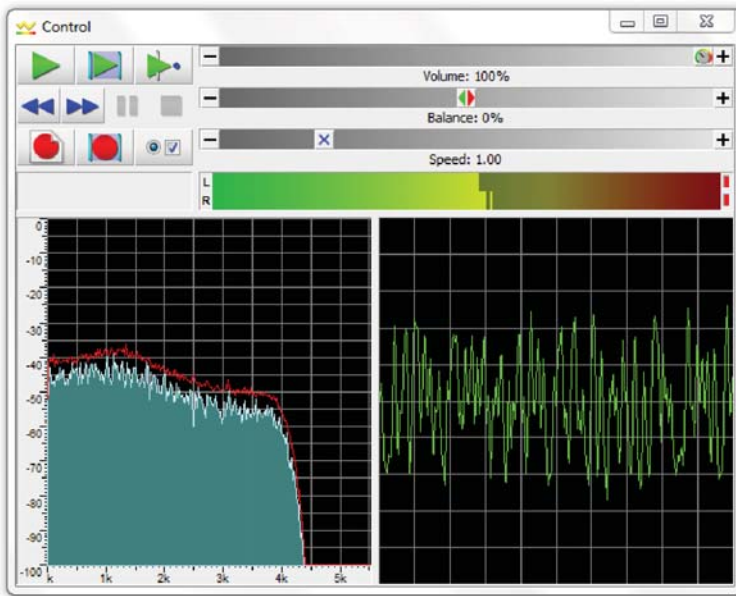 Control
Volume: 100%
Balance: 0%
Speed: 1.00
L
R
0
-10
-20
-30
-40
-50
-60
-70
-80
-90
-100
1k
2k
3k
4k
5k